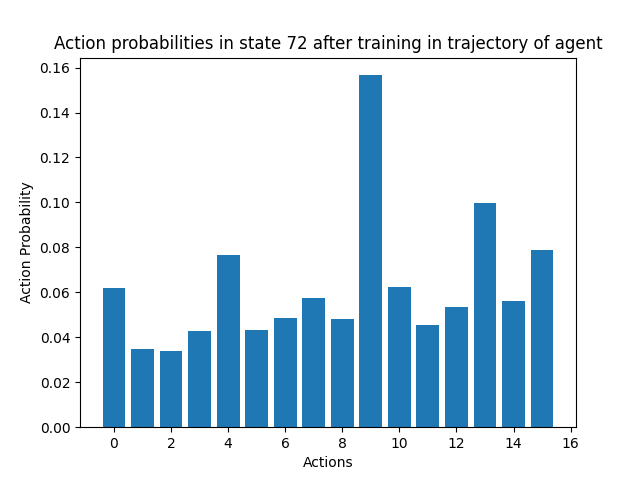 Action probabilities in state 72 after training in trajectory of agent
0.16
0.14
0.12
0.10
0.08
0.06
0.04
0.02
0.00
Action Probability
0 2 4 6 8 10 12 14 16
Actions